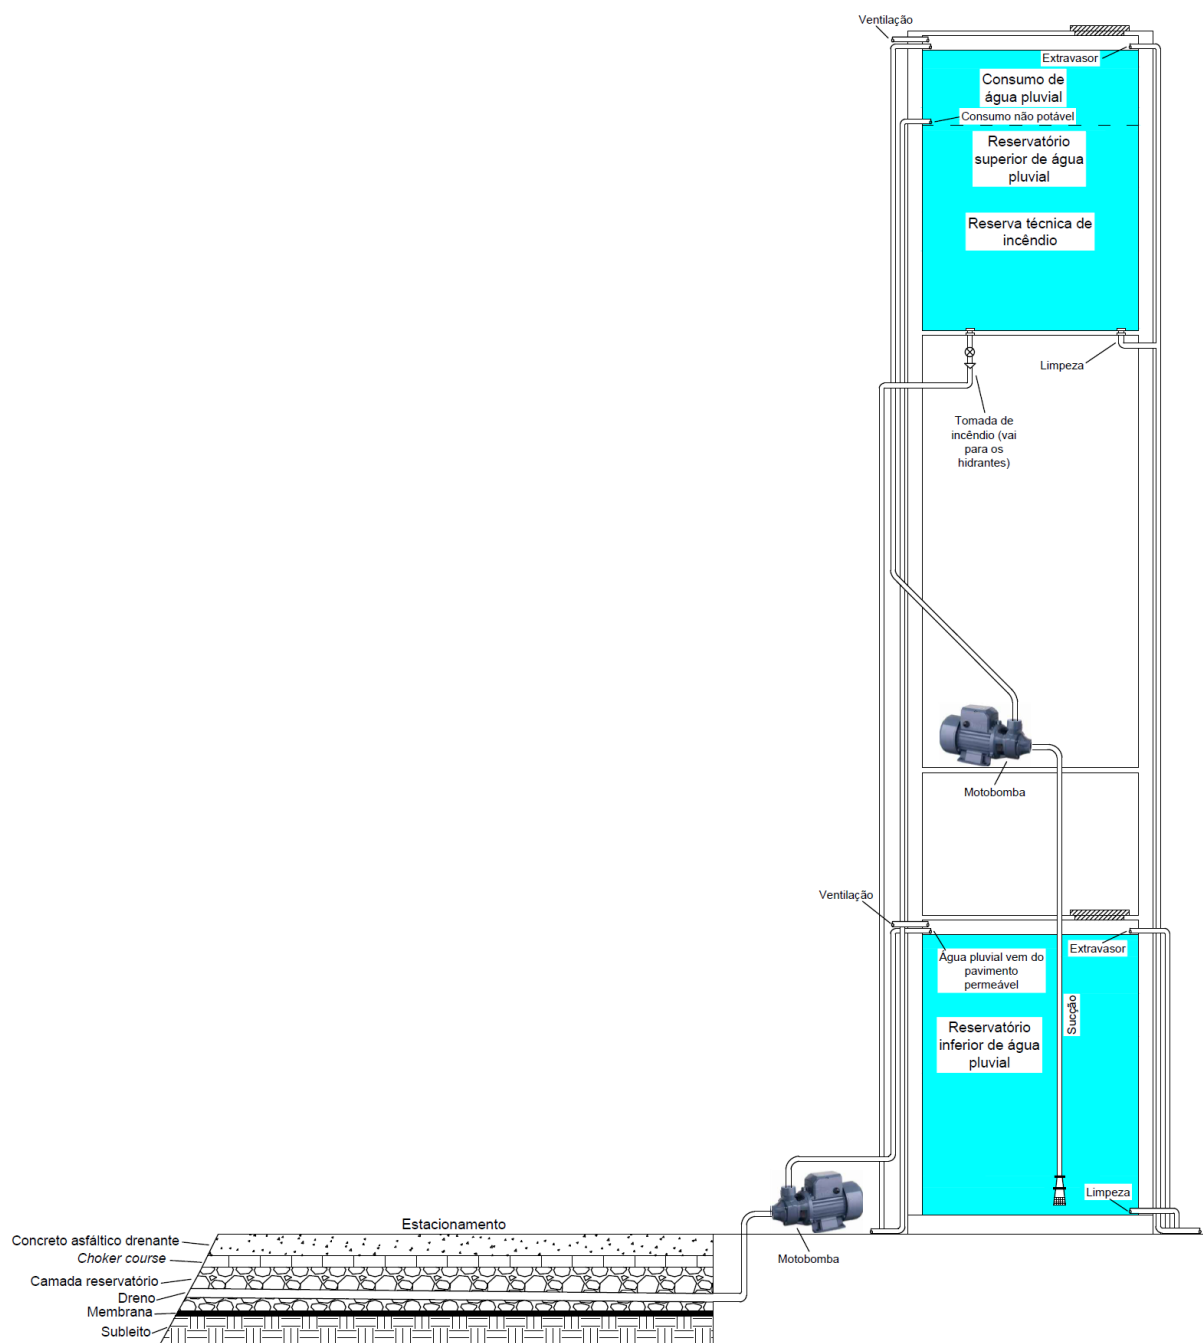 Ventilação
Extravasor
Consumo de
água pluvial
Consumo não potável
Reservatório
superior de água
pluvial
Reserva técnica de
incêndio
Limpeza
Tomada de
incêndio (vai
para os
hidrantes)
Motobomba
Ventilação
Extravasor
Água pluvial vem do
pavimento
permeável
Sucção
Reservatório
inferior de água
pluvial
Limpeza
Motobomba
Estacionamento
Concreto asfáltico drenante
Choker course
Camada reservatório
Dreno
Membrana
Subleito